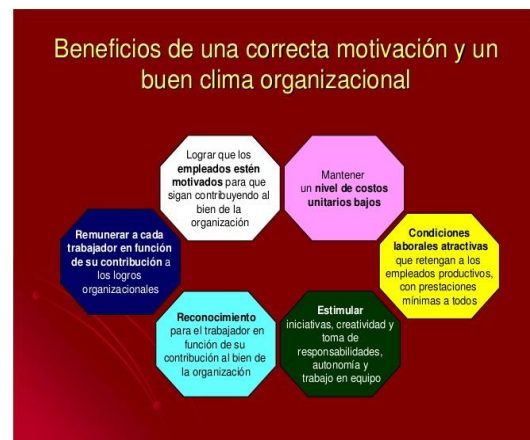 Beneficios de una correcta motivación y un
buen clima organizacional
Lograr que los
empleados estén
motivados para que
sigan contribuyendo al
bien de la
organización
Mantener
un nivel de costos
unitarios bajos
Remunerar a cada
trabajador en función
de su contribución a
los logros
organizacionales
Condiciones
laborales atractivas
que retengan a los
empleados productivos,
con prestaciones
mínimas a todos
Reconocimiento
para el trabajador en
función de su
contribución al bien de
la organización
Estimular
iniciativas, creatividad y
toma de
responsabilidades,
autonomía y
trabajo en equipo